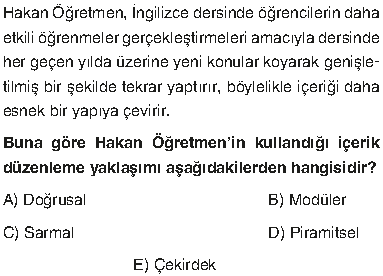 Hakan Öğretmen, İngilizce dersinde öğrencilerin daha
etkili öğrenmeler gerçekleştirmeleri amacıyla dersinde
her geçen yılda üzerine yeni konular koyarak genişle-
tilmiş bir şekilde tekrar yaptırır, böylelikle içeriği daha
esnek bir yapıya çevirir.
Buna göre Hakan Öğretmen'in kullandığı içerik
düzenleme yaklaşımı aşağıdakilerden hangisidir?
A) Doğrusal B) Modüler
C) Sarmal D) Piramitsel
E) Çekirdek